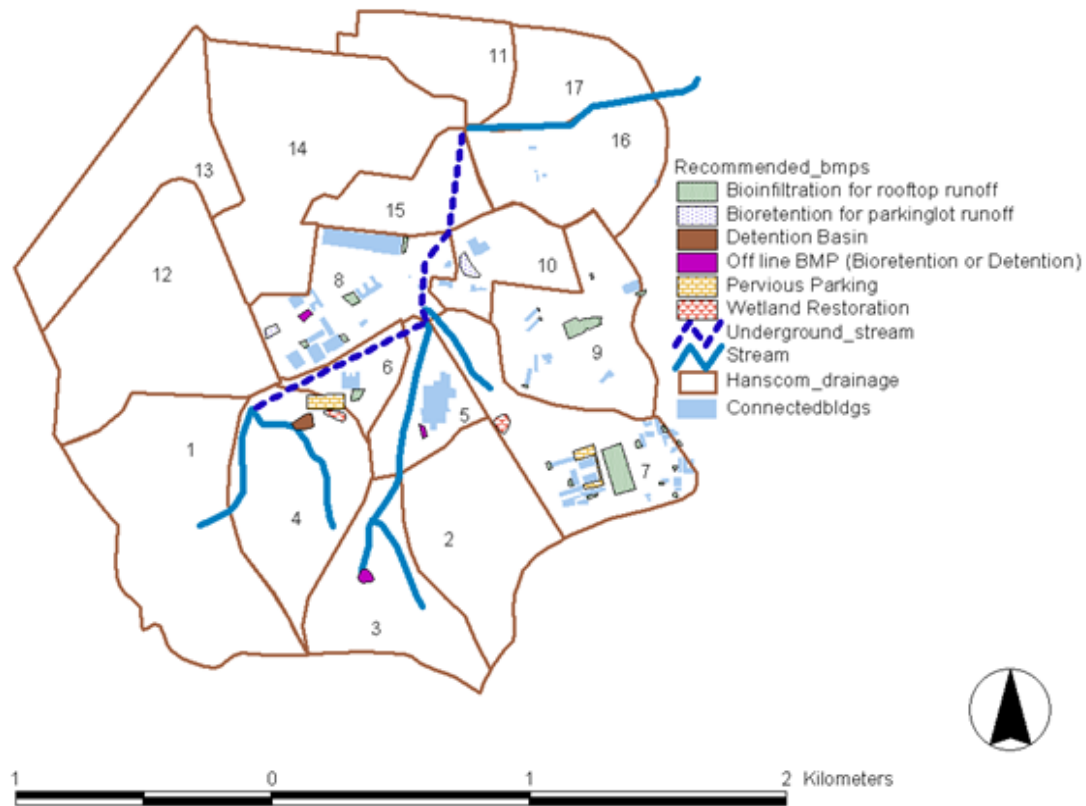 11
17
16
14
13
15
12
10
8
9
6
5
1
7
4
2
3
Recommended_bmps
Bioinfiltration for rooftop runoff
Bioretention for parkinglot runoff
Detention Basin
Off line BMP (Bioretention or Detention)
Pervious Parking
Wetland Restoration
Underground_stream
Stream
Hanscom_drainage
Connectedbldgs
1 0 1 2 Kilometers